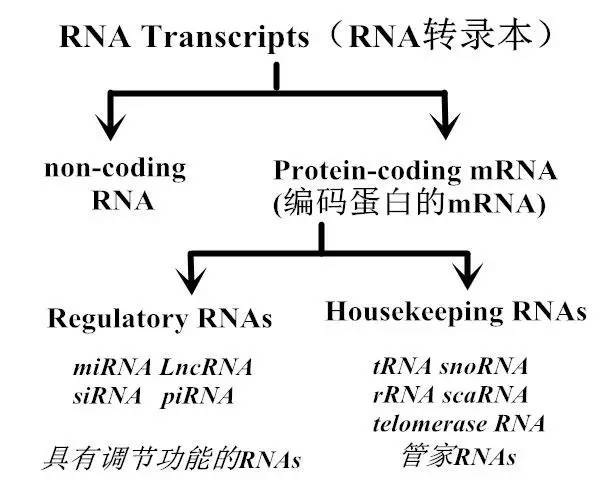 RNA Transcripts（RNA转录本）
non-coding RNA
Protein-coding mRNA
(编码蛋白的mRNA)
Regulatory RNAs
miRNA LncRNA
siRNA piRNA
具有调节功能的RNAs
Housekeeping RNAs
tRNA snoRNA
rRNA scaRNA
telomerase RNA
管家RNAs